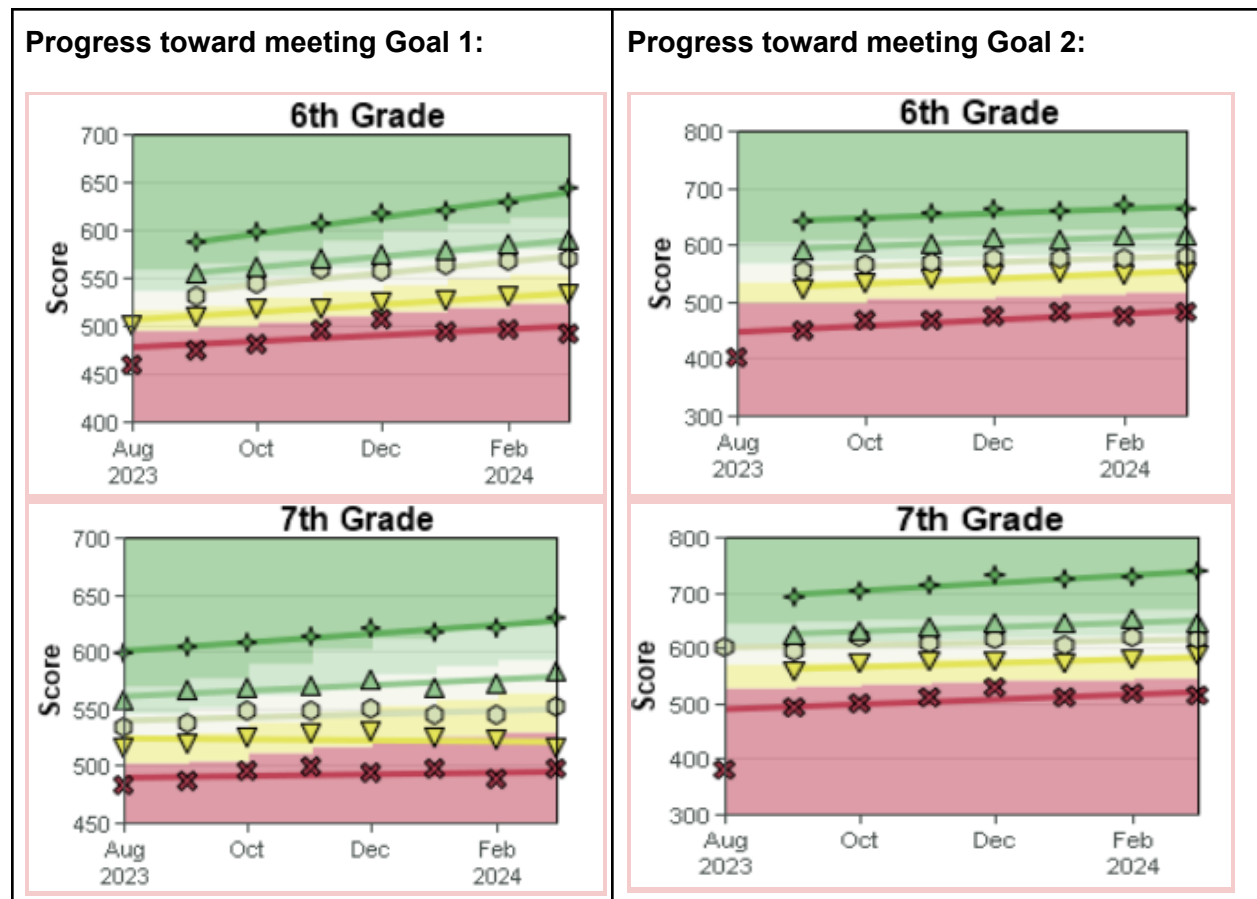 Progress toward meeting Goal 1:
6th Grade
Score
700
650
600
550
500
450
400
Aug
2023
Oct
Dec
Feb
2024
7th Grade
Score
700
650
600
550
500
450
Aug
2023
Oct
Dec
Feb
2024
Progress toward meeting Goal 2:
6th Grade
Score
800
700
600
500
400
300
Aug
2023
Oct
Dec
Feb
2024
7th Grade
Score
800
700
600
500
400
300
Aug
2023
Oct
Dec
Feb
2024